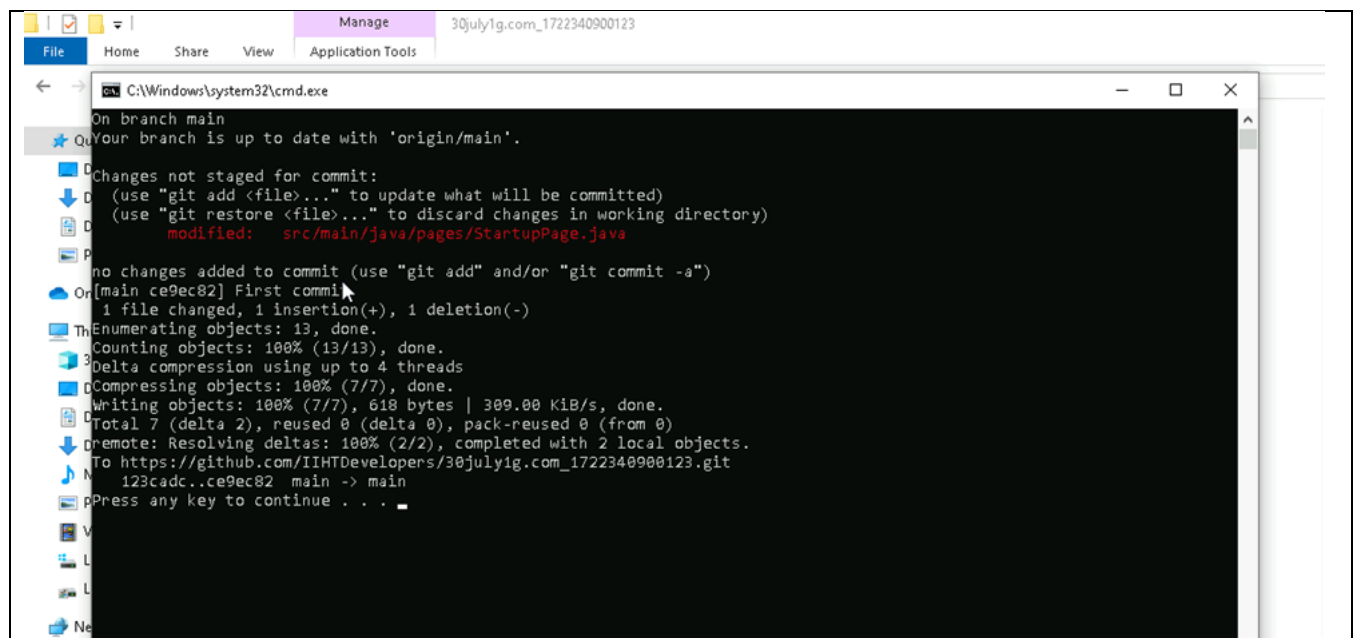 Manage
30july1g.com_1722340900123
File Home Share View Application Tools
C:\Windows\system32\cmd.exe
On branch main
Your branch is up to date with 'origin/main'.
Changes not staged for commit:
(use "git add <file>..." to update what will be committed)
(use "git restore <file>..." to discard changes in working directory)
modified: src/main/java/pages/StartupPage.java
no changes added to commit (use "git add" and/or "git commit -a")
[main ce9ec82] First commit
1 file changed, 1 insertion(+), 1 deletion(-)
Enumerating objects: 13, done.
Counting objects: 100% (13/13), done.
Delta compression using up to 4 threads
Compressing objects: 100% (7/7), done.
Writing objects: 100% (7/7), 618 bytes | 309.00 KiB/s, done.
Total 7 (delta 2), reused 0 (delta 0), pack-reused 0 (from 0)
remote: Resolving deltas: 100% (2/2), completed with 2 local objects.
To https://github.com/IIHTDevelopers/30july1g.com_1722340900123.git
123cadc..ce9ec82 main -> main
Press any key to continue . . .